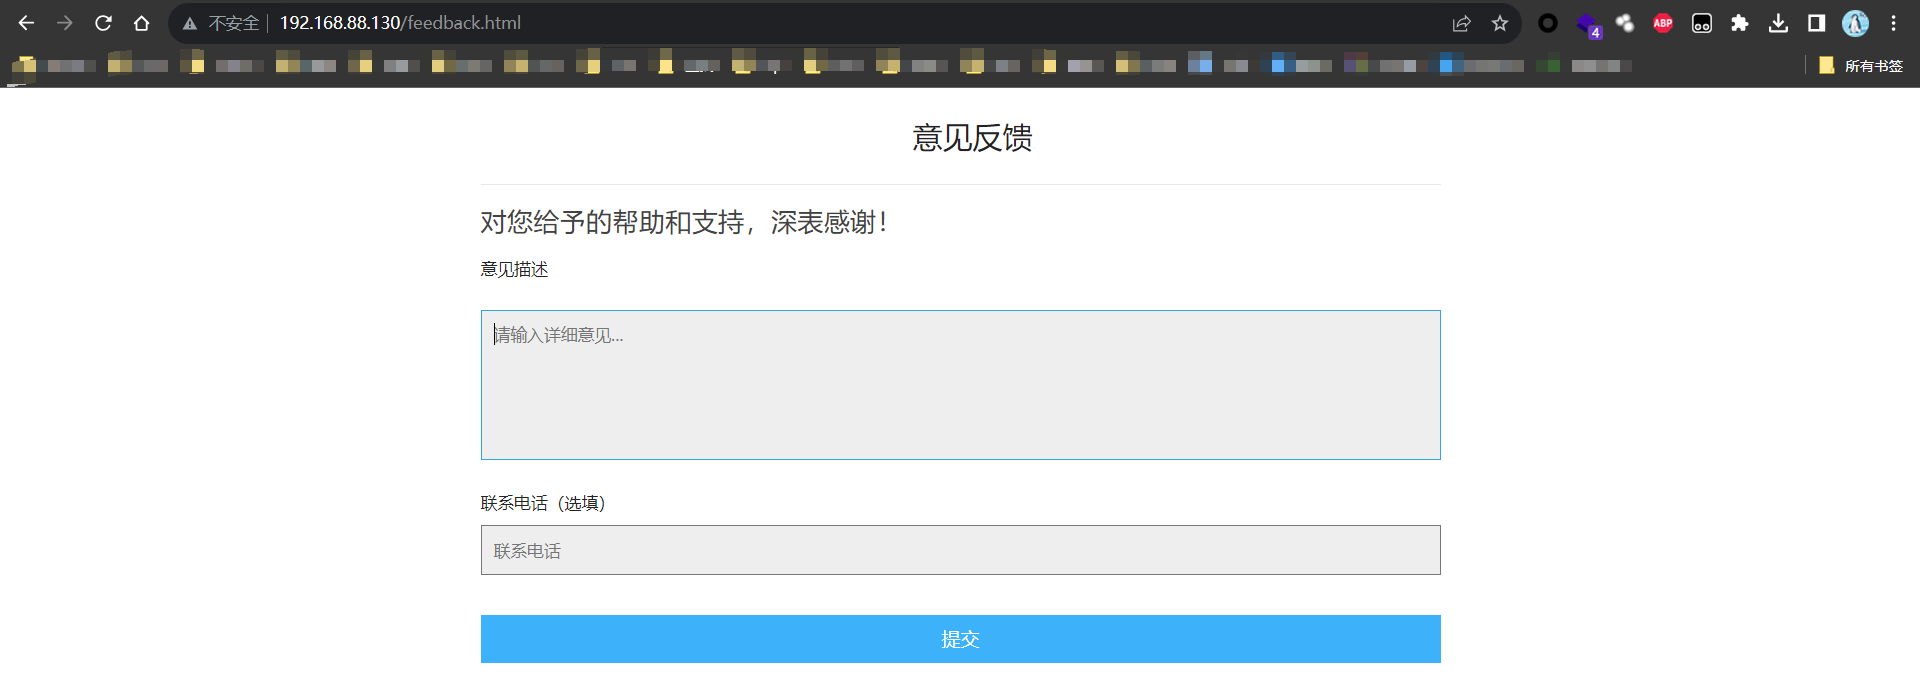 不安全 192.168.88.130/feedback.html
4
ABP
所有书签
意见反馈
对您给予的帮助和支持，深表感谢！
意见描述
请输入详细意见...
联系电话（选填）
联系电话
提交